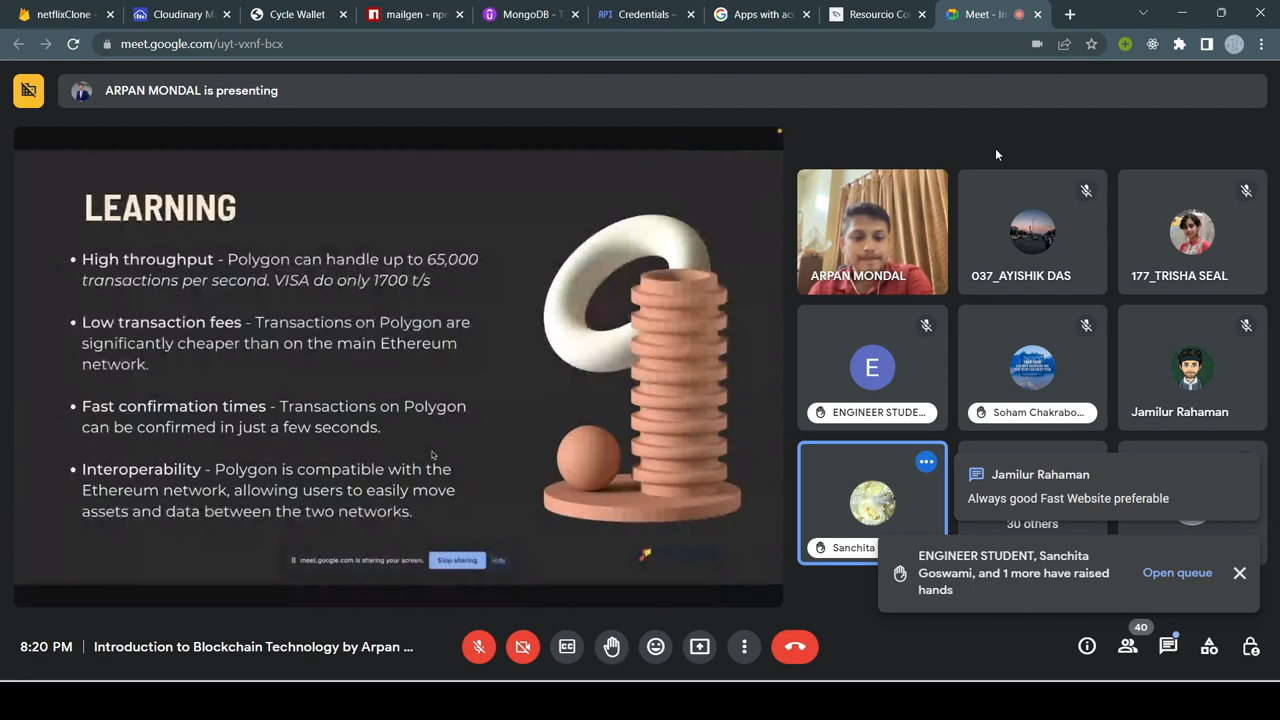 netflixClone -
Cloudinary M
Cycle Wallet
mailgen - npr
MongoDB - T
API Credentials –
Apps with acc
Resourcio Co
Meet - In
meet.google.com/uyt-vxnf-bcx
ARPAN MONDAL is presenting
LEARNING
• High throughput - Polygon can handle up to 65,000
transactions per second. VISA do only 1700 t/s
• Low transaction fees - Transactions on Polygon are
significantly cheaper than on the main Ethereum
network.
• Fast confirmation times - Transactions on Polygon
can be confirmed in just a few seconds.
• Interoperability - Polygon is compatible with the
Ethereum network, allowing users to easily move
assets and data between the two networks.
meet.google.com is sharing your screen.
Stop sharing
ARPAN MONDAL
037_AYISHIK DAS
177_TRISHA SEAL
E
ENGINEER STUDE...
Soham Chakrabo...
Jamilur Rahaman
Sanchita
Jamilur Rahaman
Always good Fast Website preferable
30 others
ENGINEER STUDENT, Sanchita
Goswami, and 1 more have raised
hands
Open queue
8:20 PM
Introduction to Blockchain Technology by Arpan ...
40